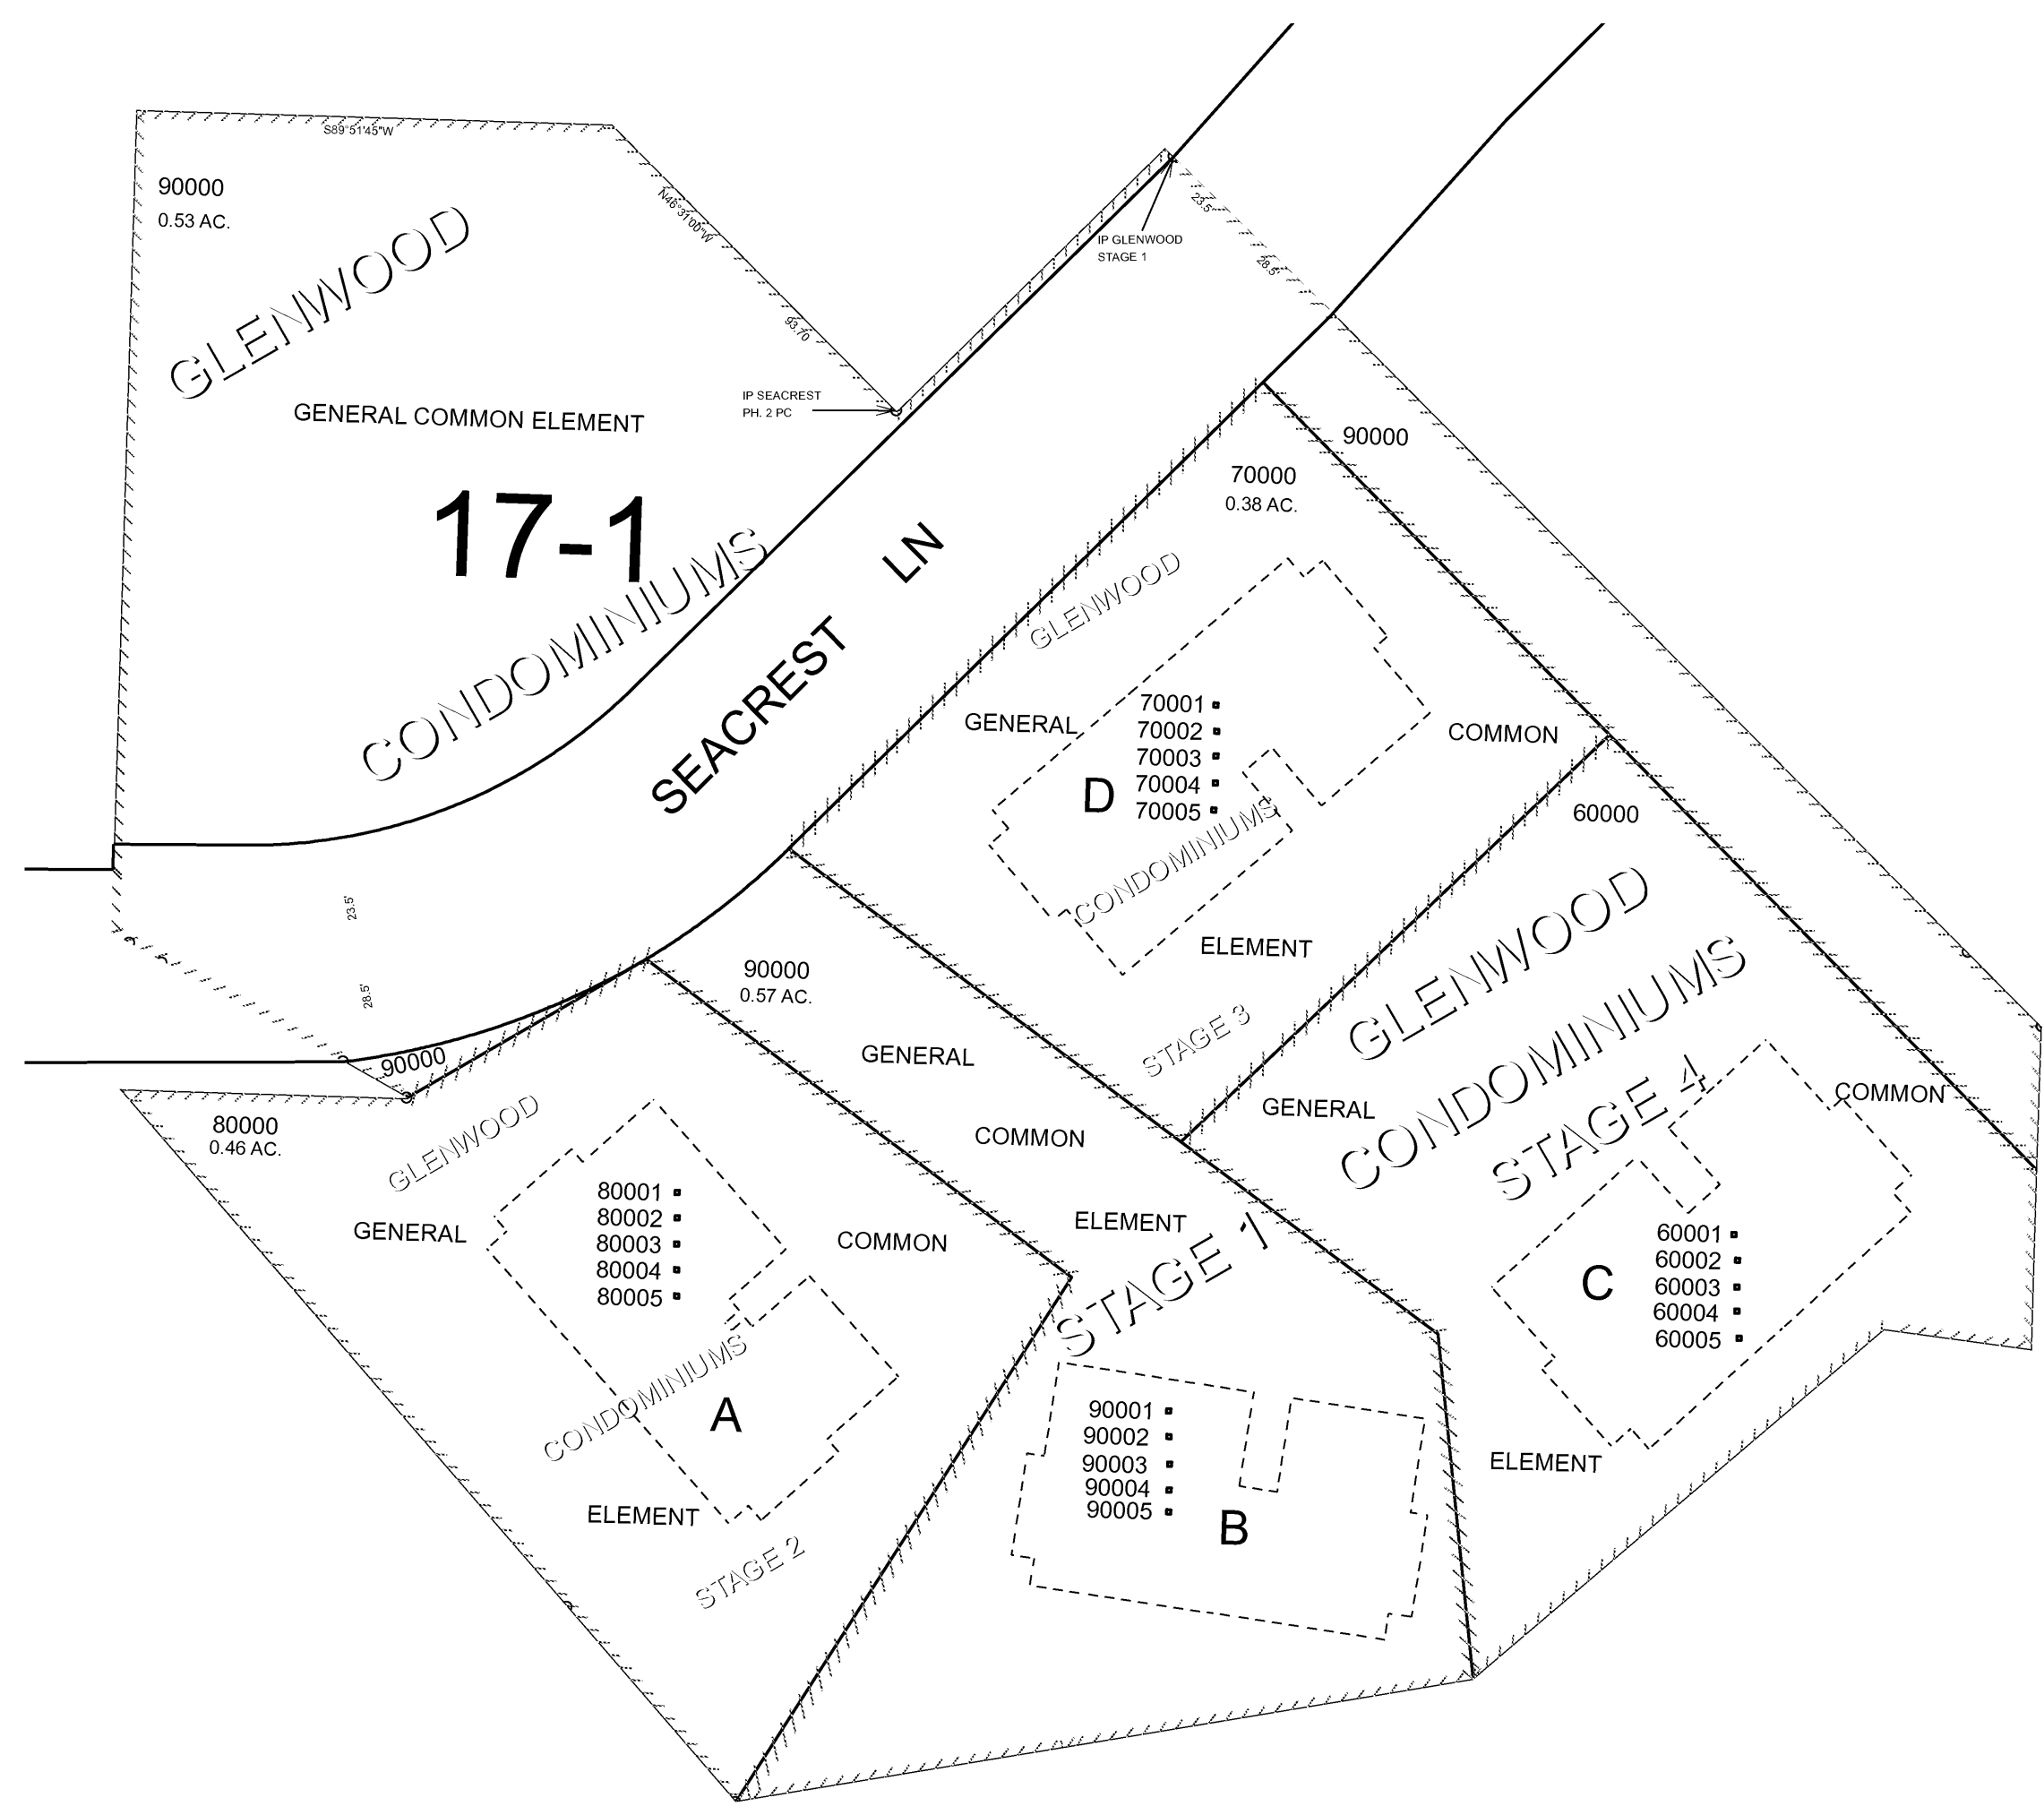 S89°51'45"W
90000
0.53 AC.
GLENWOOD
N46°31'00"W
23.5'
IP GLENWOOD
STAGE 1
28.5'
93.70
IP SEACREST
PH. 2 PC
GENERAL COMMON ELEMENT
17-1
CONDOMINIUMS
SEACREST LN
90000
70000
0.38 AC.
GLENWOOD
GENERAL
COMMON
70001
70002
70003
70004
70005
D
CONDOMINIUMS
ELEMENT
STAGE 3
60000
GLENWOOD
CONDOMINIUMS
STAGE 4
GENERAL
COMMON
60001
60002
60003
60004
60005
C
ELEMENT
23.5'
28.5'
90000
90000
0.57 AC.
GENERAL
COMMON
ELEMENT
STAGE 1
90001
90002
90003
90004
90005
B
80000
0.46 AC.
GLENWOOD
GENERAL
COMMON
80001
80002
80003
80004
80005
CONDOMINIUMS
A
ELEMENT
STAGE 2